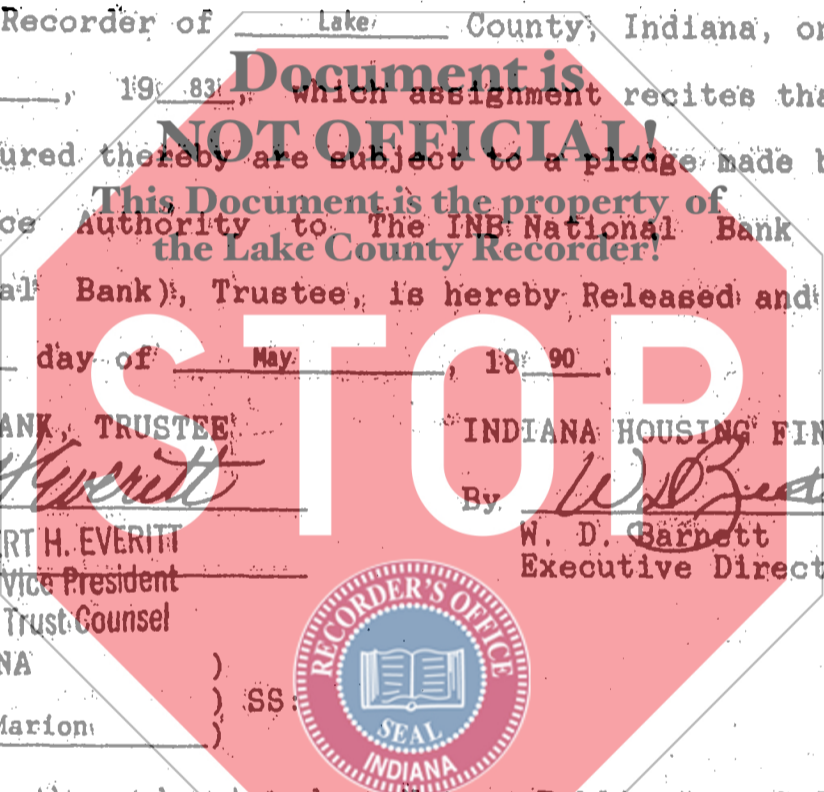 Recorder of Lake County, Indiana, on
Document is
, 19 83, which assignment recites tha
NOT OFFICIAL!
ured thereby are subject to a pledge made b
This Document is the property of
ce Authority to The INB National Bank
the Lake County Recorder!
al Bank), Trustee, is hereby Released and
day of May, 19 90.
STOP
ANK, TRUSTEE
INDIANA HOUSING FIN
Everitt
By
RT H. EVERITT
W. D. Barnett
Vice President
Executive Direct
Trust Counsel
RECORDER'S OFFICE
SEAL
INDIANA
NA )
) SS:
Marion )